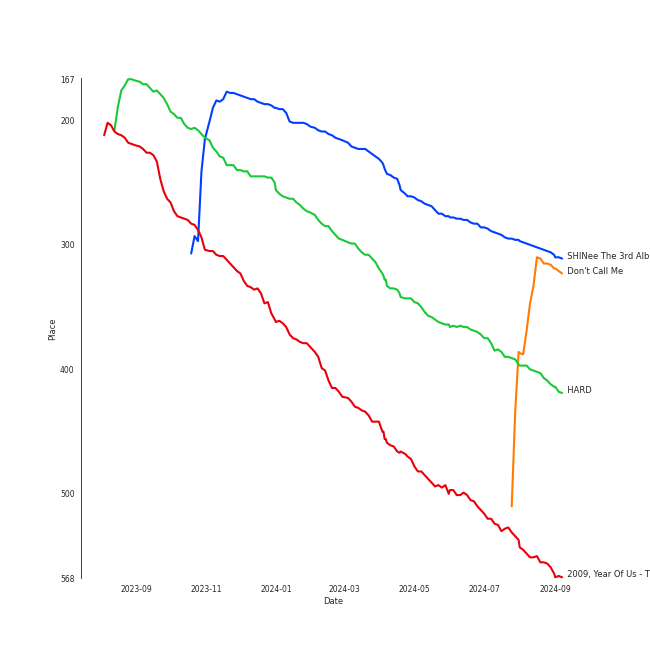 167
200
300
400
500
568
Place
2023-09
2023-11
2024-01
2024-03
2024-05
2024-07
2024-09
Date
SHINee The 3rd Alb
Don't Call Me
HARD
2009, Year Of Us - T